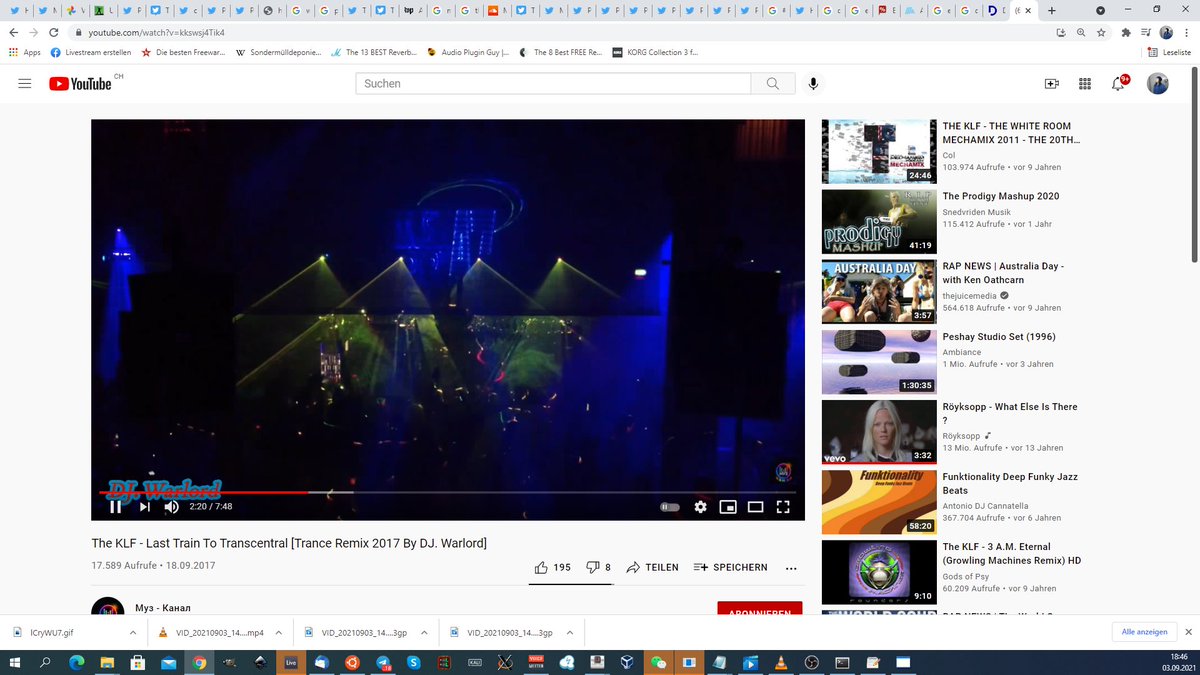 youtube.com/watch?v=kkswsj4Tik4
Apps
Livestream erstellen
Die besten Freewar...
Sondermülldeponie...
The 13 BEST Reverb...
Audio Plugin Guy |...
The 8 Best FREE Re...
KORG Collection 3 f...
Leseliste
YouTube CH
Suchen
9+
DJ. Warlord
2:20 / 7:48
The KLF - Last Train To Transcentral [Trance Remix 2017 By DJ. Warlord]
17.589 Aufrufe • 18.09.2017
195
8
TEILEN
SPEICHERN
Муз - Канал
ABONNIEREN
24:46
THE KLF - THE WHITE ROOM
MECHAMIX 2011 - THE 20TH...
Col
103.974 Aufrufe • vor 9 Jahren
prodigy
MASHUP
41:19
The Prodigy Mashup 2020
Snedvriden Musik
115.412 Aufrufe • vor 1 Jahr
AUSTRALIA DAY
3:57
RAP NEWS | Australia Day -
with Ken Oathcarn
thejuicemedia
564.618 Aufrufe • vor 9 Jahren
1:30:35
Peshay Studio Set (1996)
Ambiance
1 Mio. Aufrufe • vor 3 Jahren
vevo
3:32
Röyksopp - What Else Is There
?
Röyksopp
13 Mio. Aufrufe • vor 13 Jahren
Funktionality
Deep Funky Jazz Beats
58:20
Funktionality Deep Funky Jazz
Beats
Antonio DJ Cannatella
367.704 Aufrufe • vor 6 Jahren
9:10
The KLF - 3 A.M. Eternal
(Growling Machines Remix) HD
Gods of Psy
60.209 Aufrufe • vor 9 Jahren
lCryWU7.gif
VID_20210903_14....mp4
VID_20210903_14....3gp
VID_20210903_14....3gp
Alle anzeigen
Live
18:46
03.09.2021